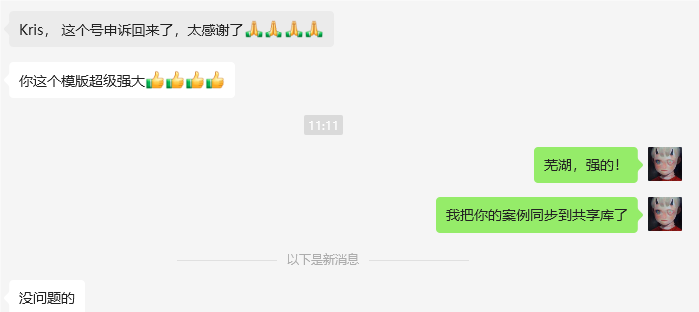 Kris， 这个号申诉回来了，太感谢了🙏🙏🙏🙏
你这个模版超级强大👍👍👍👍
11:11
芜湖，强的！
我把你的案例同步到共享库了
以下是新消息
没问题的